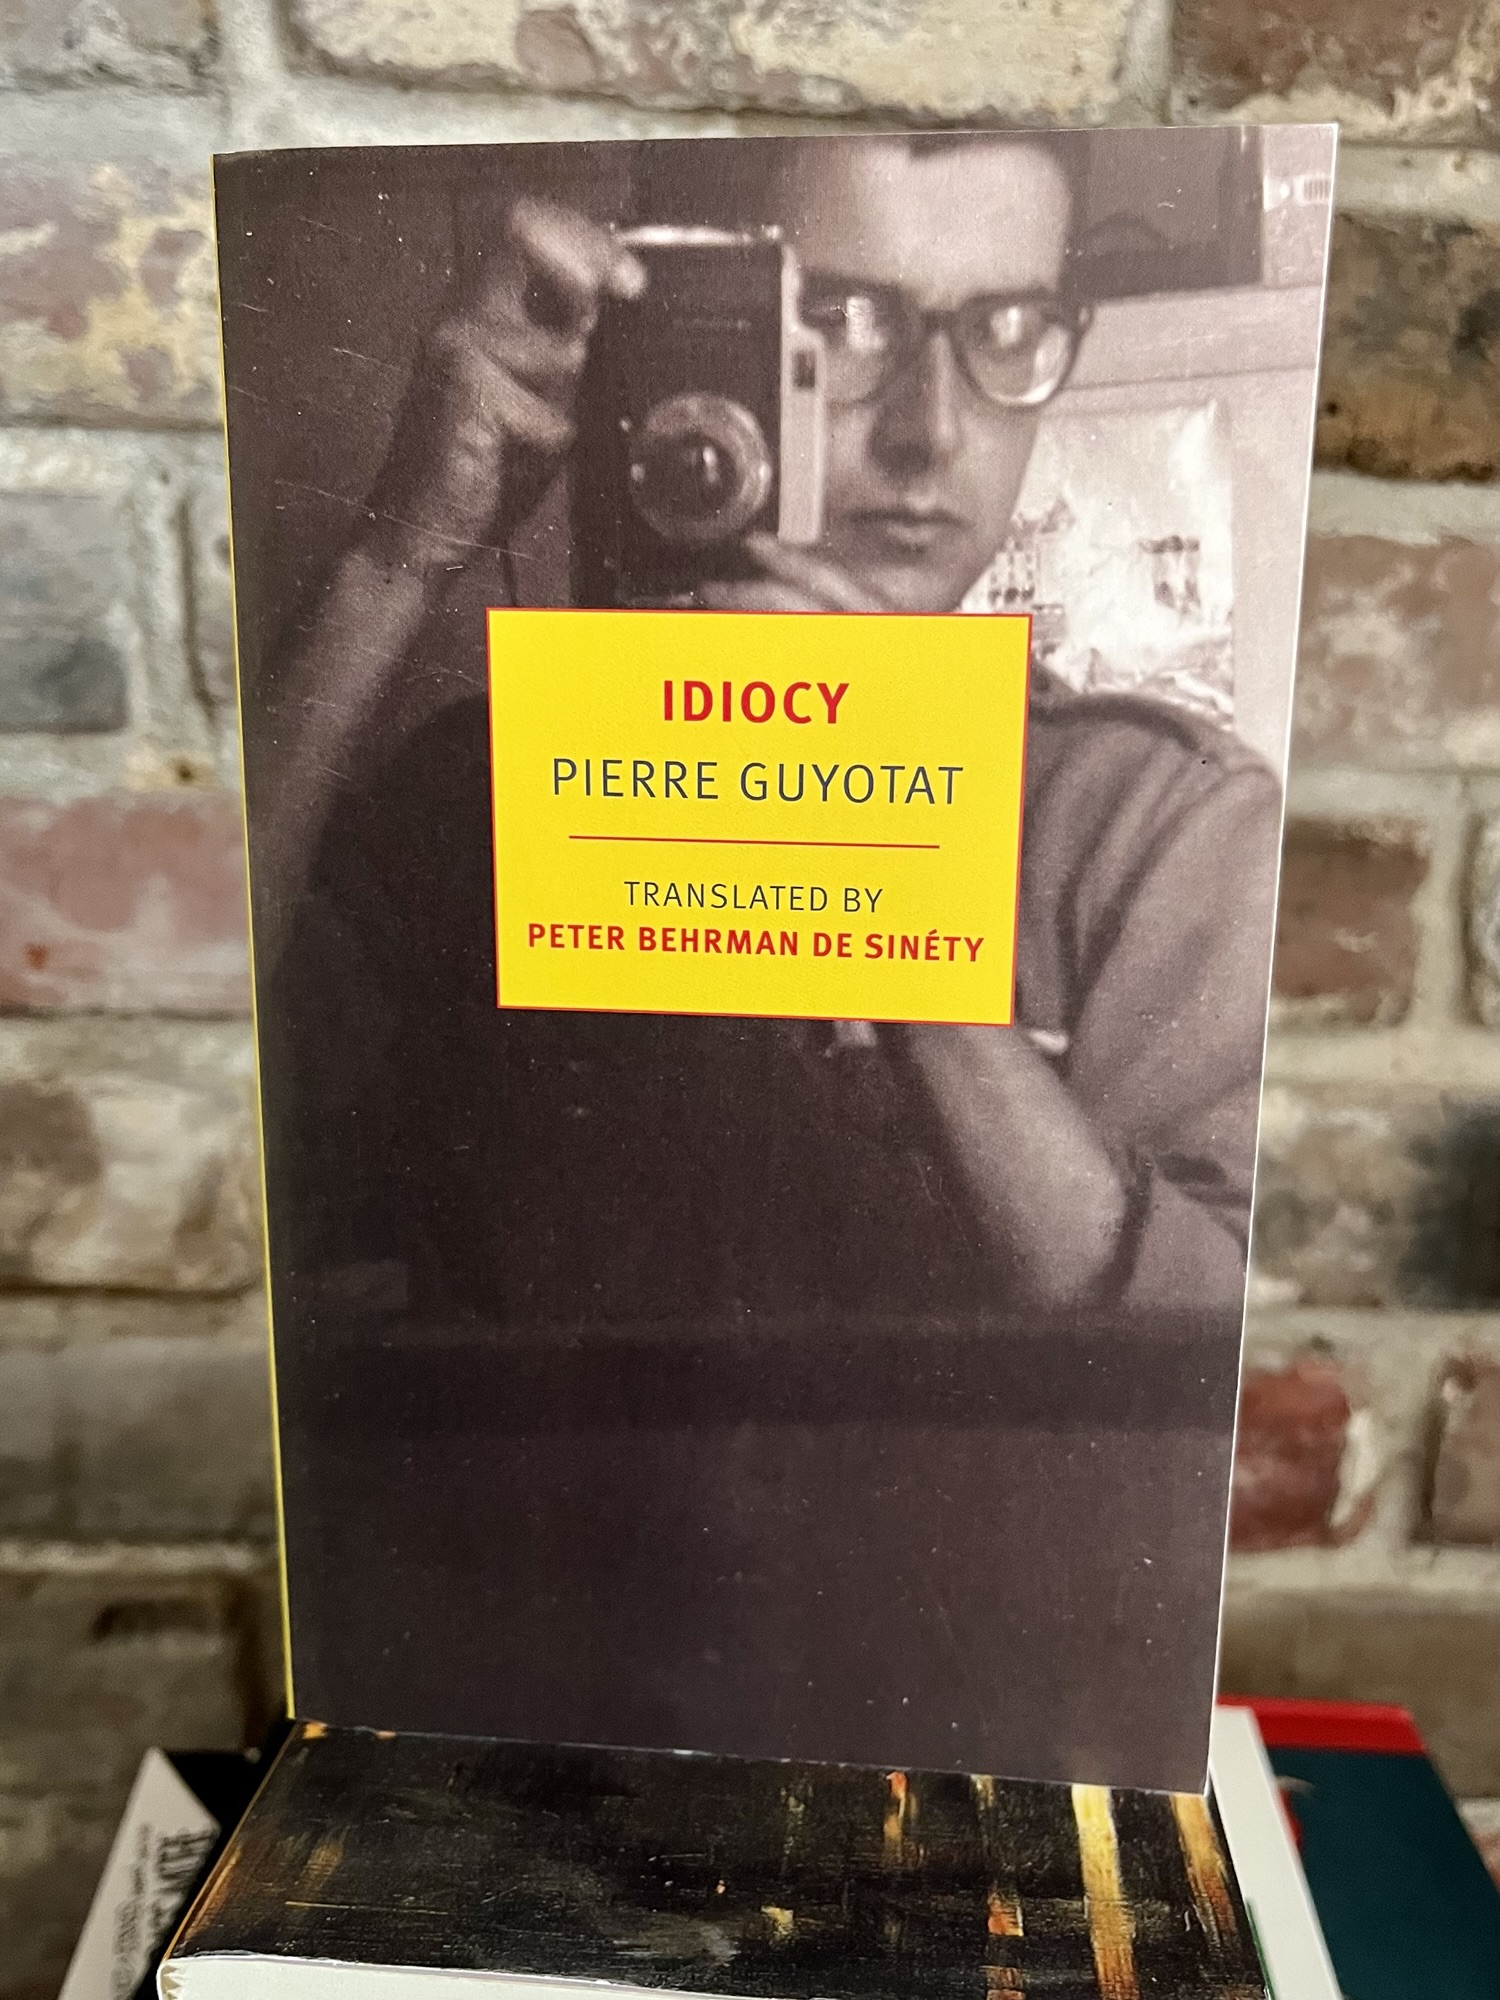 IDIOCY
PIERRE GUYOTAT
TRANSLATED BY
PETER BEHRMAN DE SINÉTY